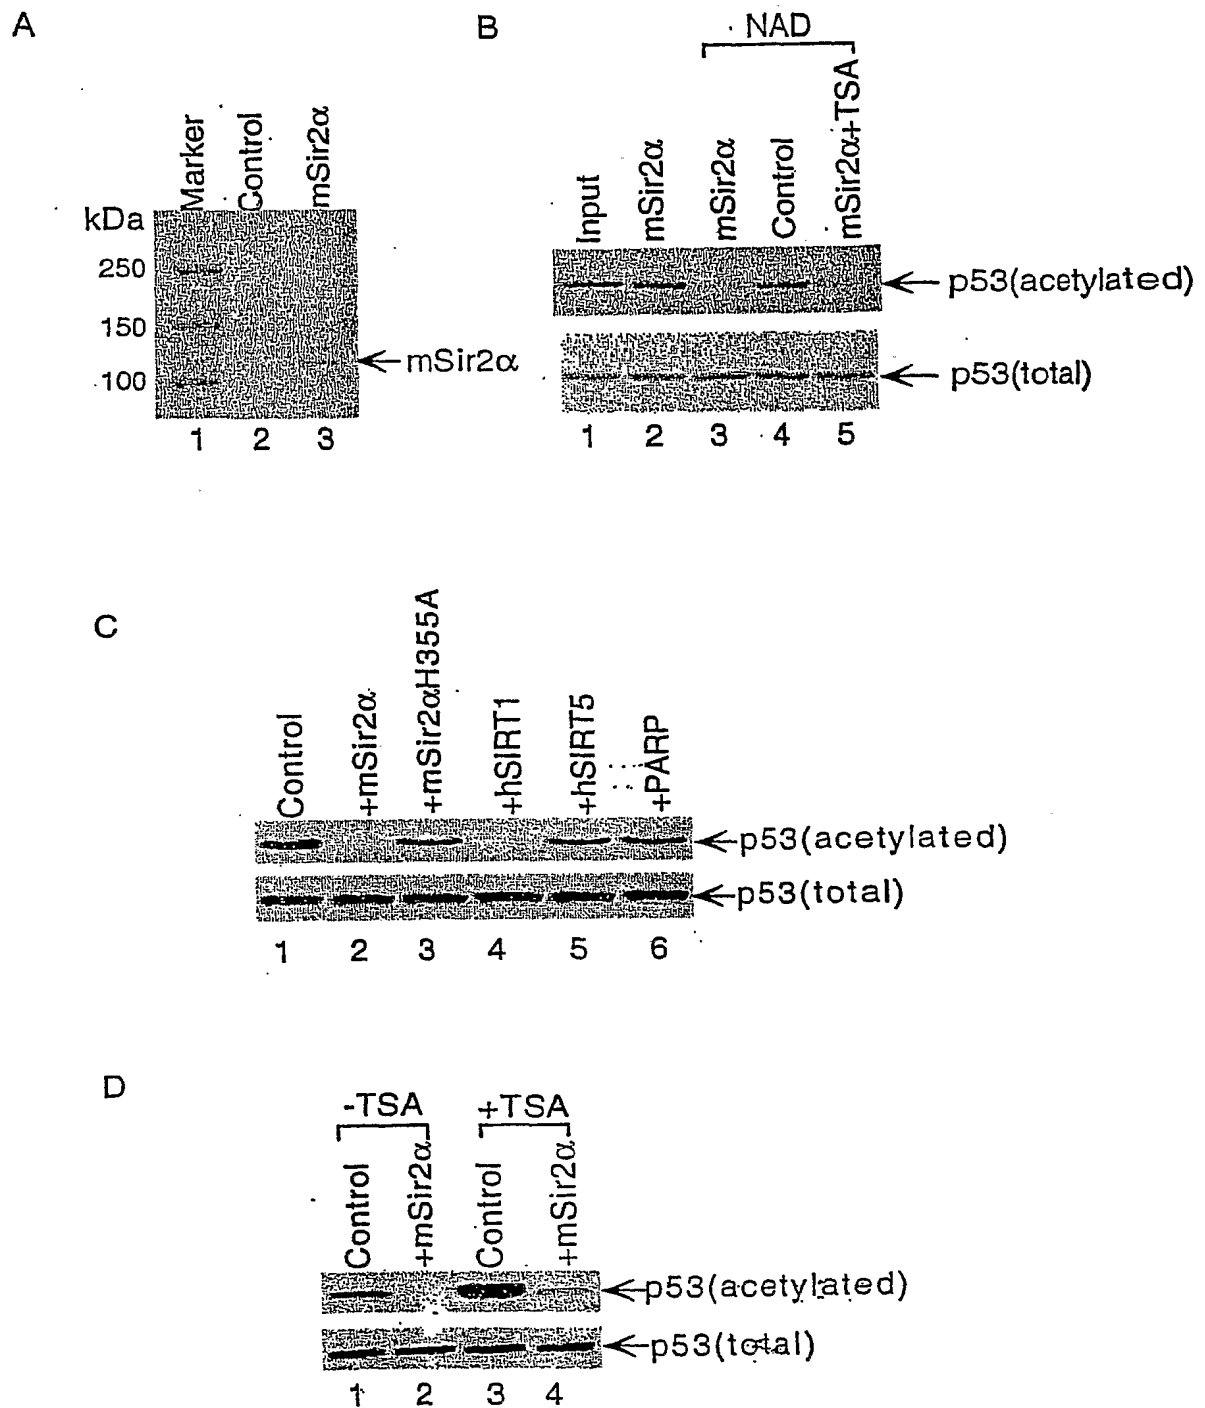 A
Marker
Control
mSir2α
kDa
250
150
100
mSir2α
1 2 3
B
NAD
Input
mSir2α
mSir2α
Control
mSir2α+TSA
p53(acetylated)
p53(total)
1 2 3 4 5
C
Control
+mSir2α
+mSir2αH355A
+hSIRT1
+hSIRT5
+PARP
p53(acetylated)
p53(total)
1 2 3 4 5 6
D
-TSA +TSA
Control
+mSir2α
Control
+mSir2α
p53(acetylated)
p53(total)
1 2 3 4